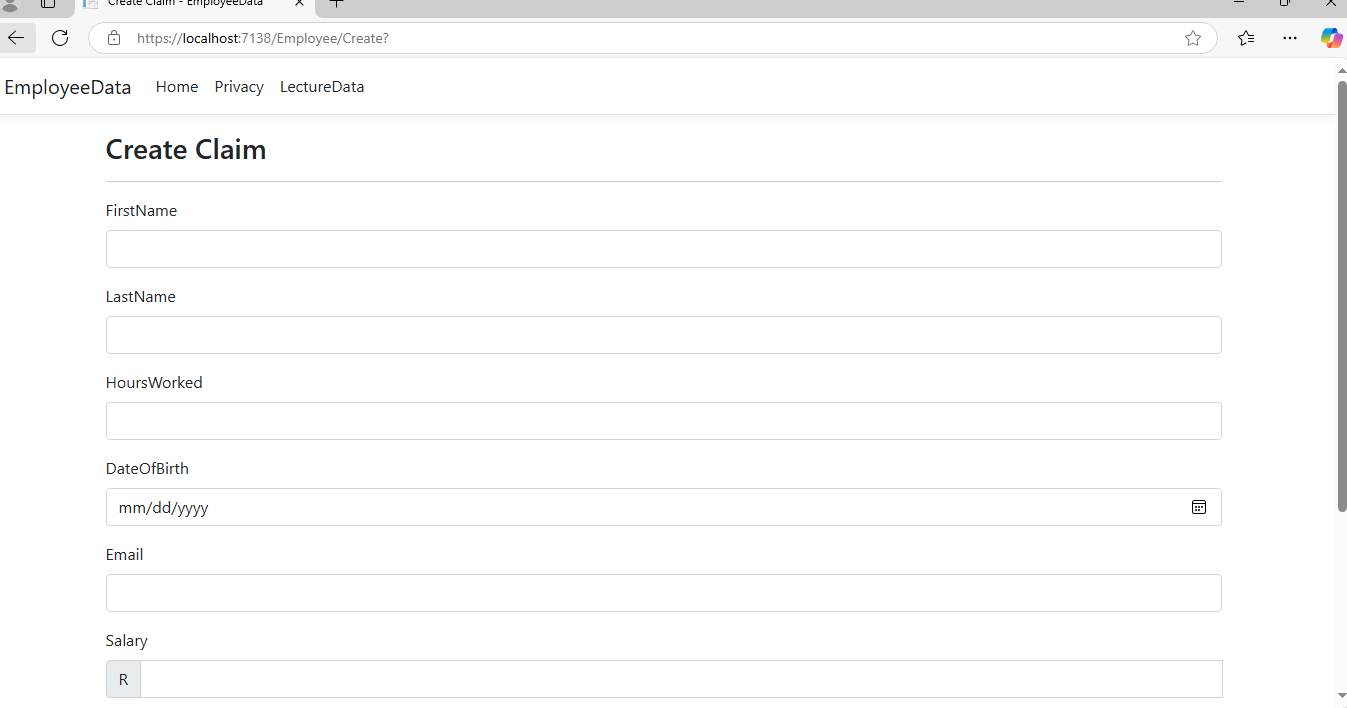 Create Claim - EmployeeData
https://localhost:7138/Employee/Create?
EmployeeData Home Privacy LectureData
Create Claim
FirstName
LastName
HoursWorked
DateOfBirth
mm/dd/yyyy
Email
Salary
R